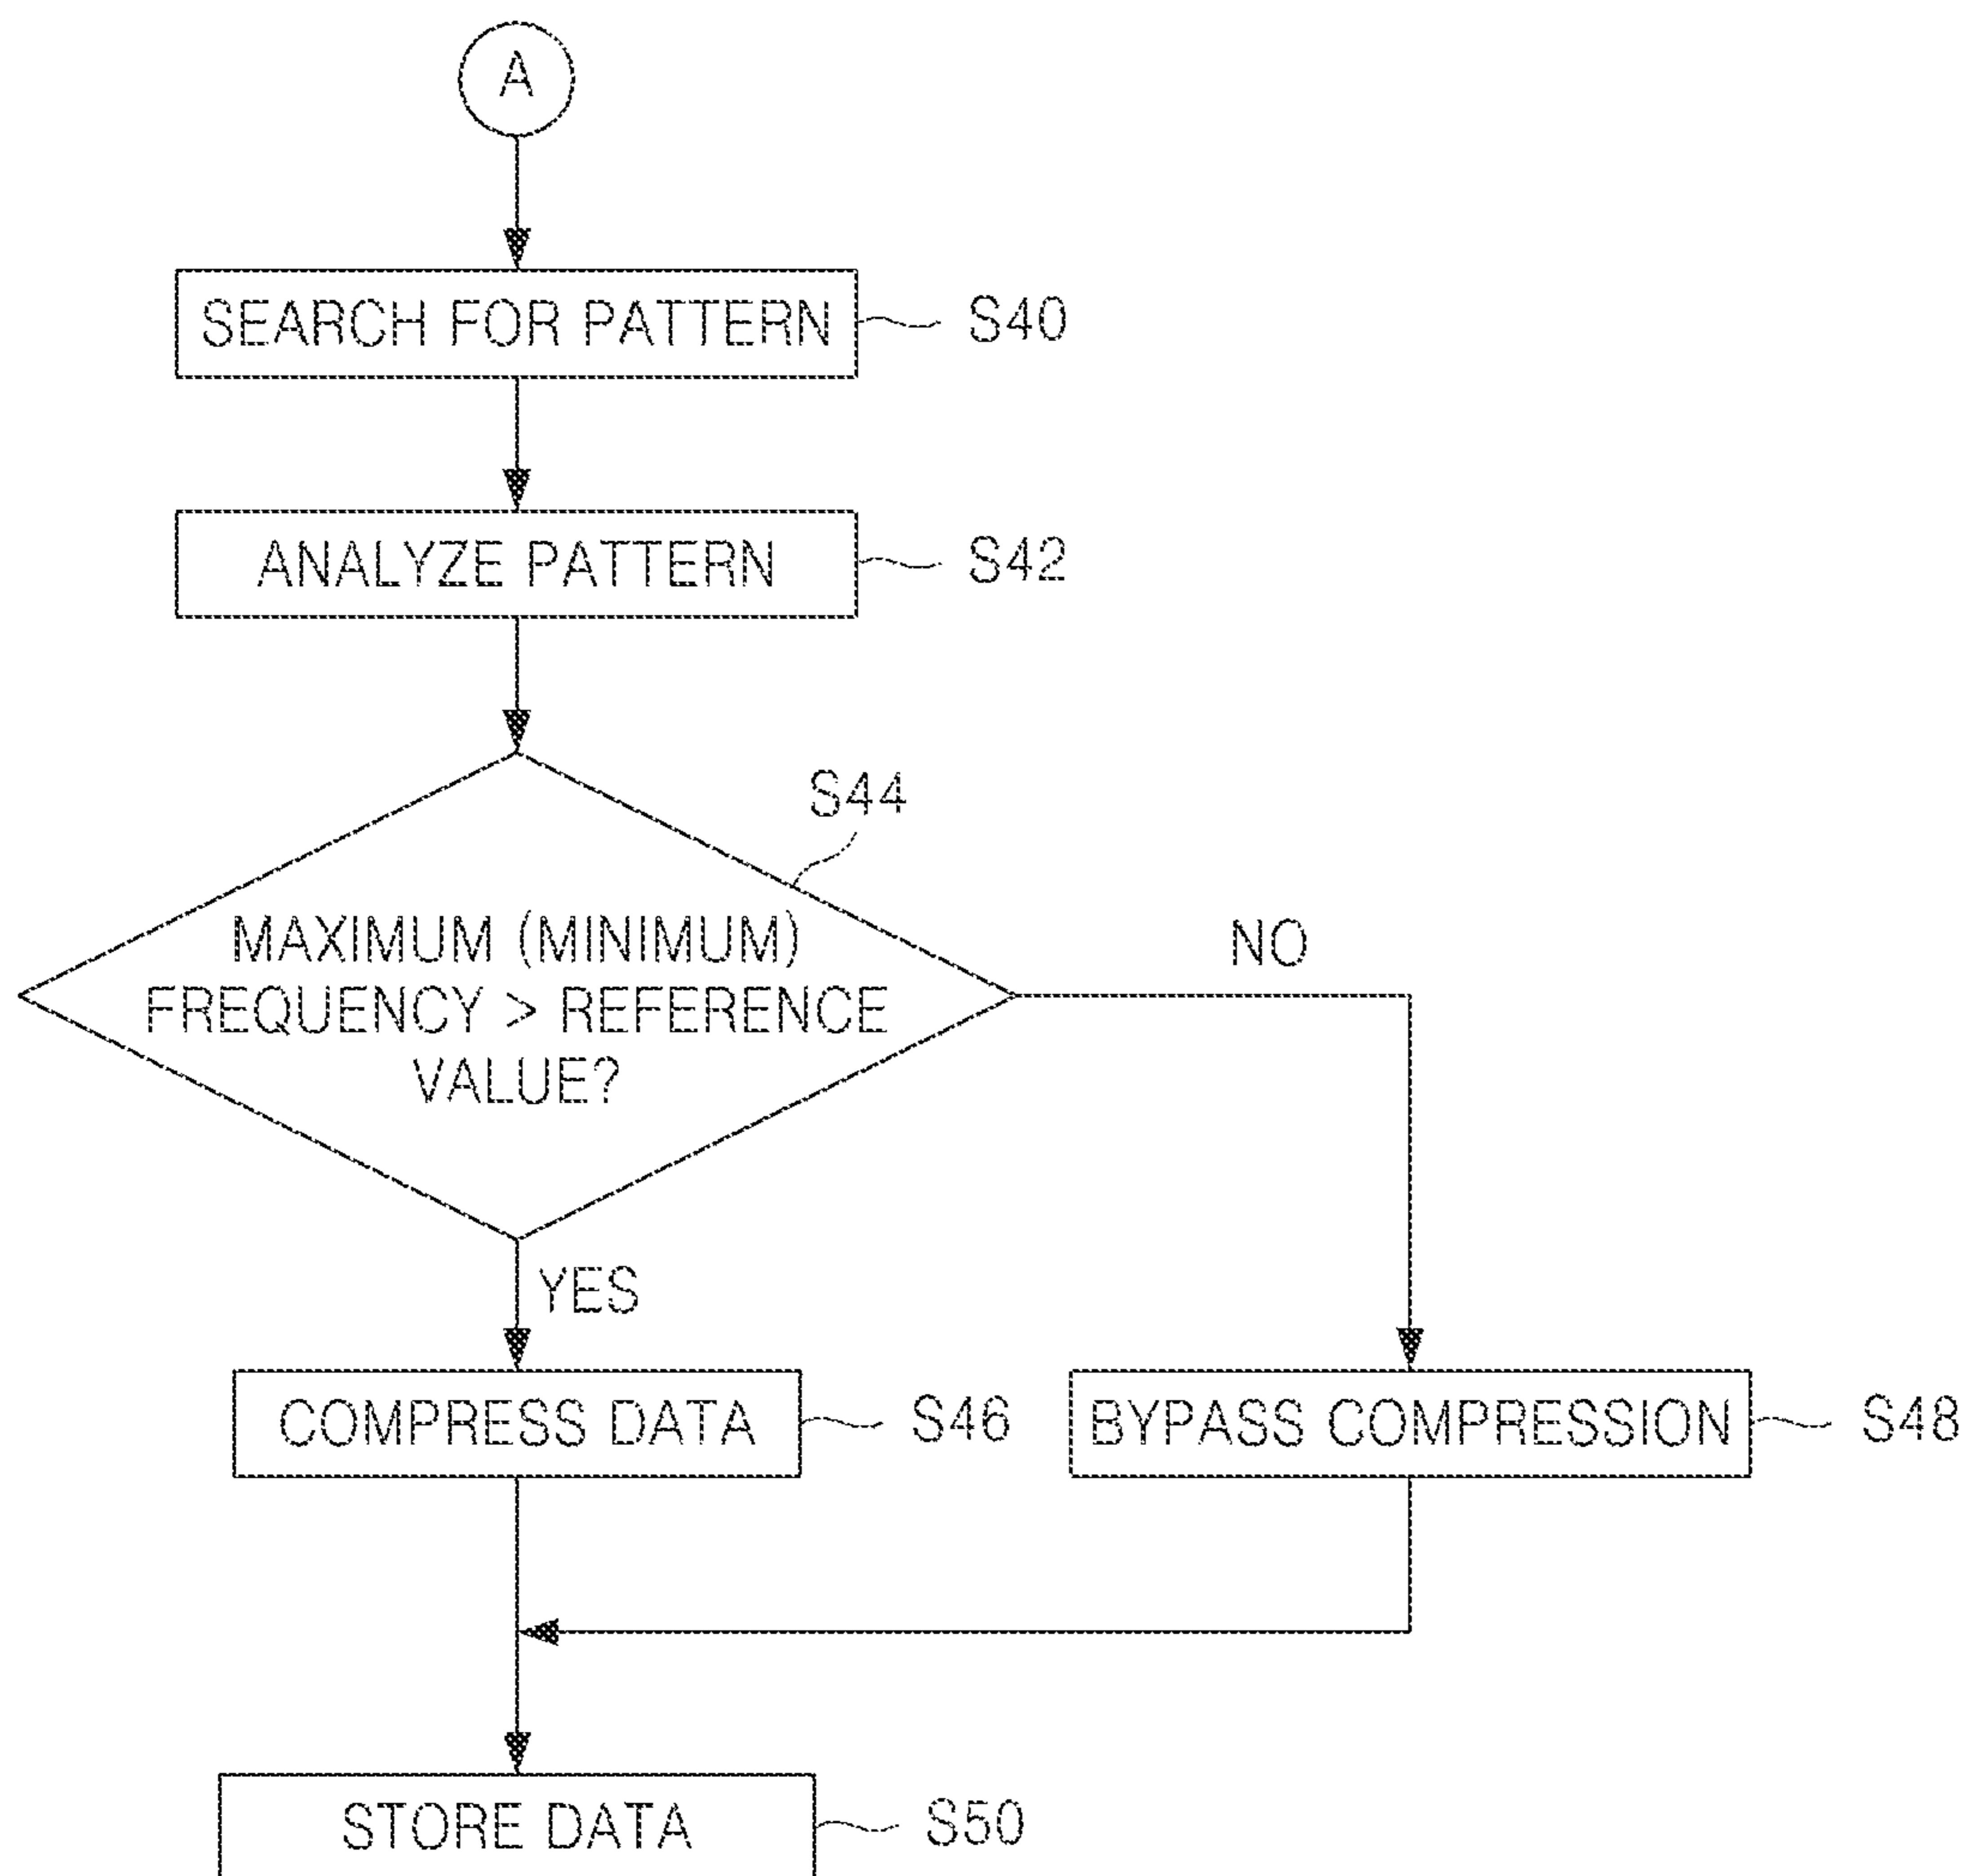 A
SEARCH FOR PATTERN
S40
ANALYZE PATTERN
S42
S44
MAXIMUM (MINIMUM)
FREQUENCY > REFERENCE
VALUE?
NO
YES
COMPRESS DATA
S46
BYPASS COMPRESSION
S48
STORE DATA
S50